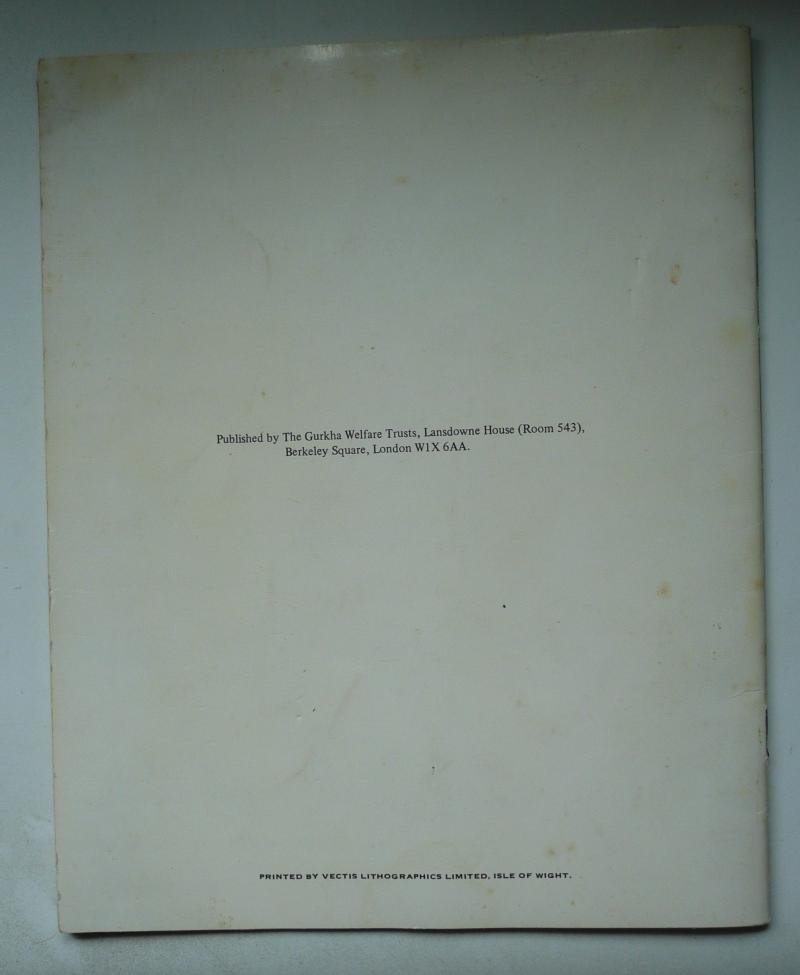 Published by The Gurkha Welfare Trusts, Lansdowne House (Room 543),
Berkeley Square, London W1X 6AA.
PRINTED BY VECTIS LITHOGRAPHICS LIMITED, ISLE OF WIGHT.